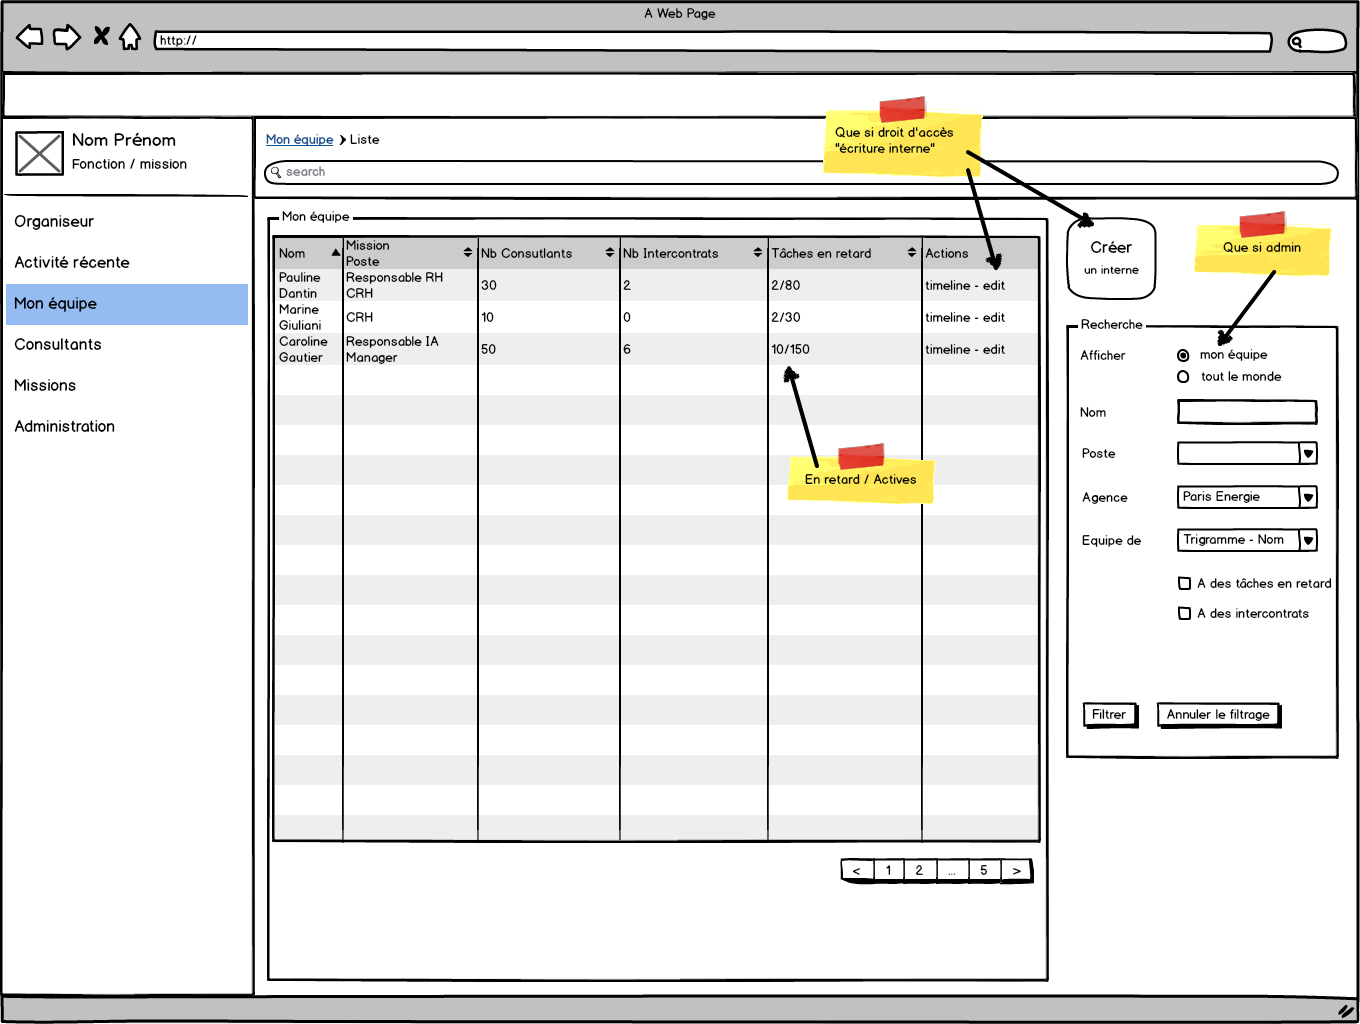 A Web Page
http://
Nom Prénom
Fonction / mission
Organiseur
Activité récente
Mon équipe
Consultants
Missions
Administration
Mon équipe > Liste
search
Que si droit d'accès
"écriture interne"
Mon équipe
Nom
Mission
Poste
Nb Consutlants
Nb Intercontrats
Tâches en retard
Actions
Pauline
Dantin
Responsable RH
CRH
30
2
2/80
timeline - edit
Marine
Giuliani
CRH
10
0
2/30
timeline - edit
Caroline
Gautier
Responsable IA
Manager
50
6
10/150
timeline - edit
En retard / Actives
< 1 2 ... 5 >
Créer
un interne
Que si admin
Recherche
Afficher
mon équipe
tout le monde
Nom
Poste
Agence
Paris Energie
Equipe de
Trigramme - Nom
A des tâches en retard
A des intercontrats
Filtrer
Annuler le filtrage